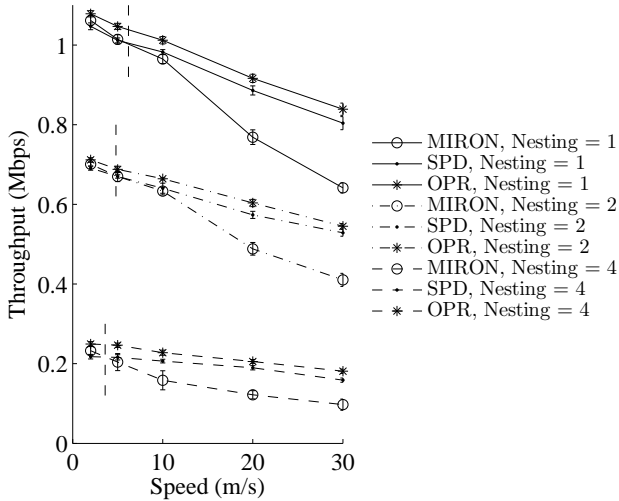 1
0.8
0.6
0.4
0.2
0
0 10 20 30
Throughput (Mbps)
Speed (m/s)
MIRON, Nesting = 1
SPD, Nesting = 1
OPR, Nesting = 1
MIRON, Nesting = 2
SPD, Nesting = 2
OPR, Nesting = 2
MIRON, Nesting = 4
SPD, Nesting = 4
OPR, Nesting = 4